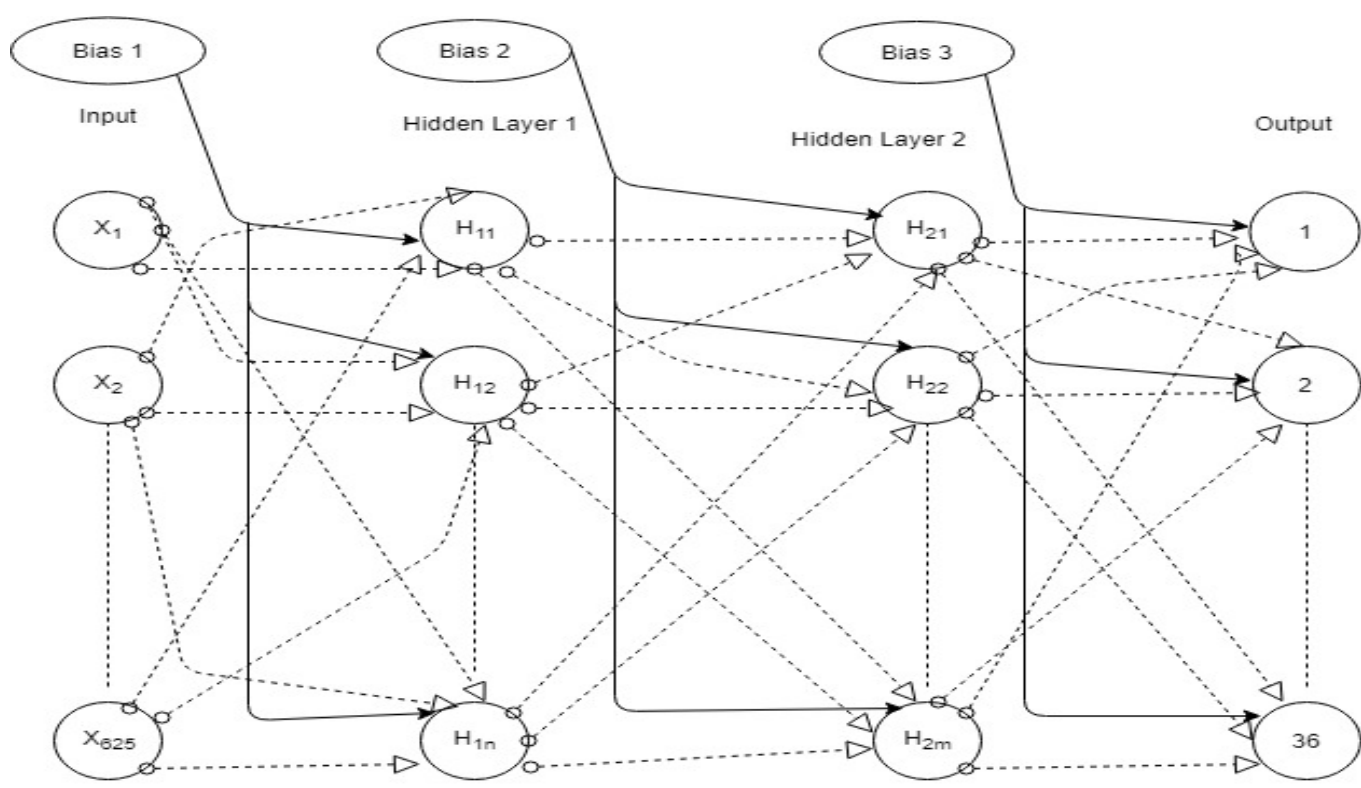 Bias 1
Bias 2
Bias 3
Input
Hidden Layer 1
Hidden Layer 2
Output
X1
H11
H21
1
X2
H12
H22
2
X625
H1n
H2m
36